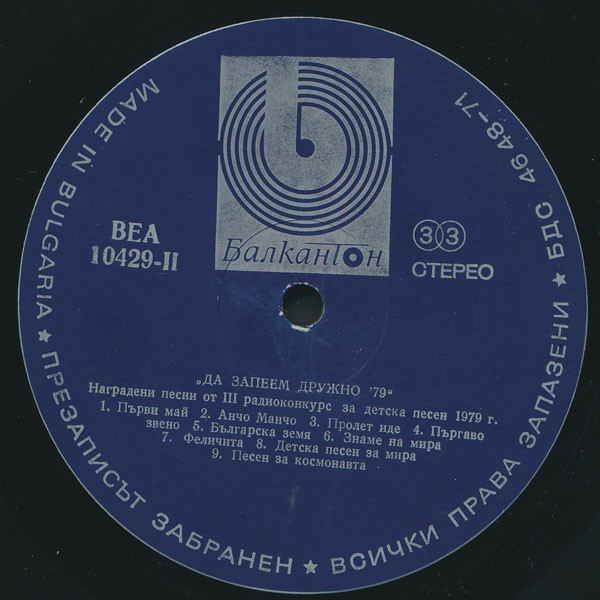 Балкантон
ВЕА
10429-II
33
СТЕРЕО
„ДА ЗАПЕЕМ ДРУЖНО '79“
Наградени песни от III радиоконкурс за детска песен 1979 г.
1. Първи май 2. Анчо Манчо 3. Пролет иде 4. Пъргаво
звено 5. Българска земя 6. Знаме на мира
7. Феличита 8. Детска песен за мира
9. Песен за космонавта
MADE IN BULGARIA ★ ПРЕЗАПИСЪТ ЗАБРАНЕН ★ ВСИЧКИ ПРАВА ЗАПАЗЕНИ ★ БДС 4648-71